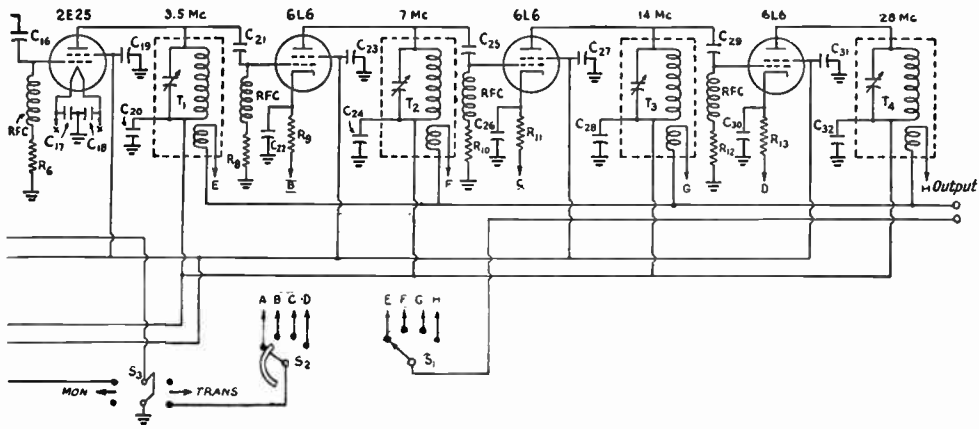 2E25 3.5 Mc 6L6 7 Mc 6L6 14 Mc 6L6 28 Mc
C16 C19 C21 C23 C25 C27 C29 C31
T1 T2 T3 T4
RFC RFC RFC RFC
C20 C24 C28 C32
C17 x x C18 C22 R9 C26 R11 C30 R13
R6 R8 R10 R12
E B F C G D H Output
A B C D E F G H
S2 S1
S3
MON TRANS